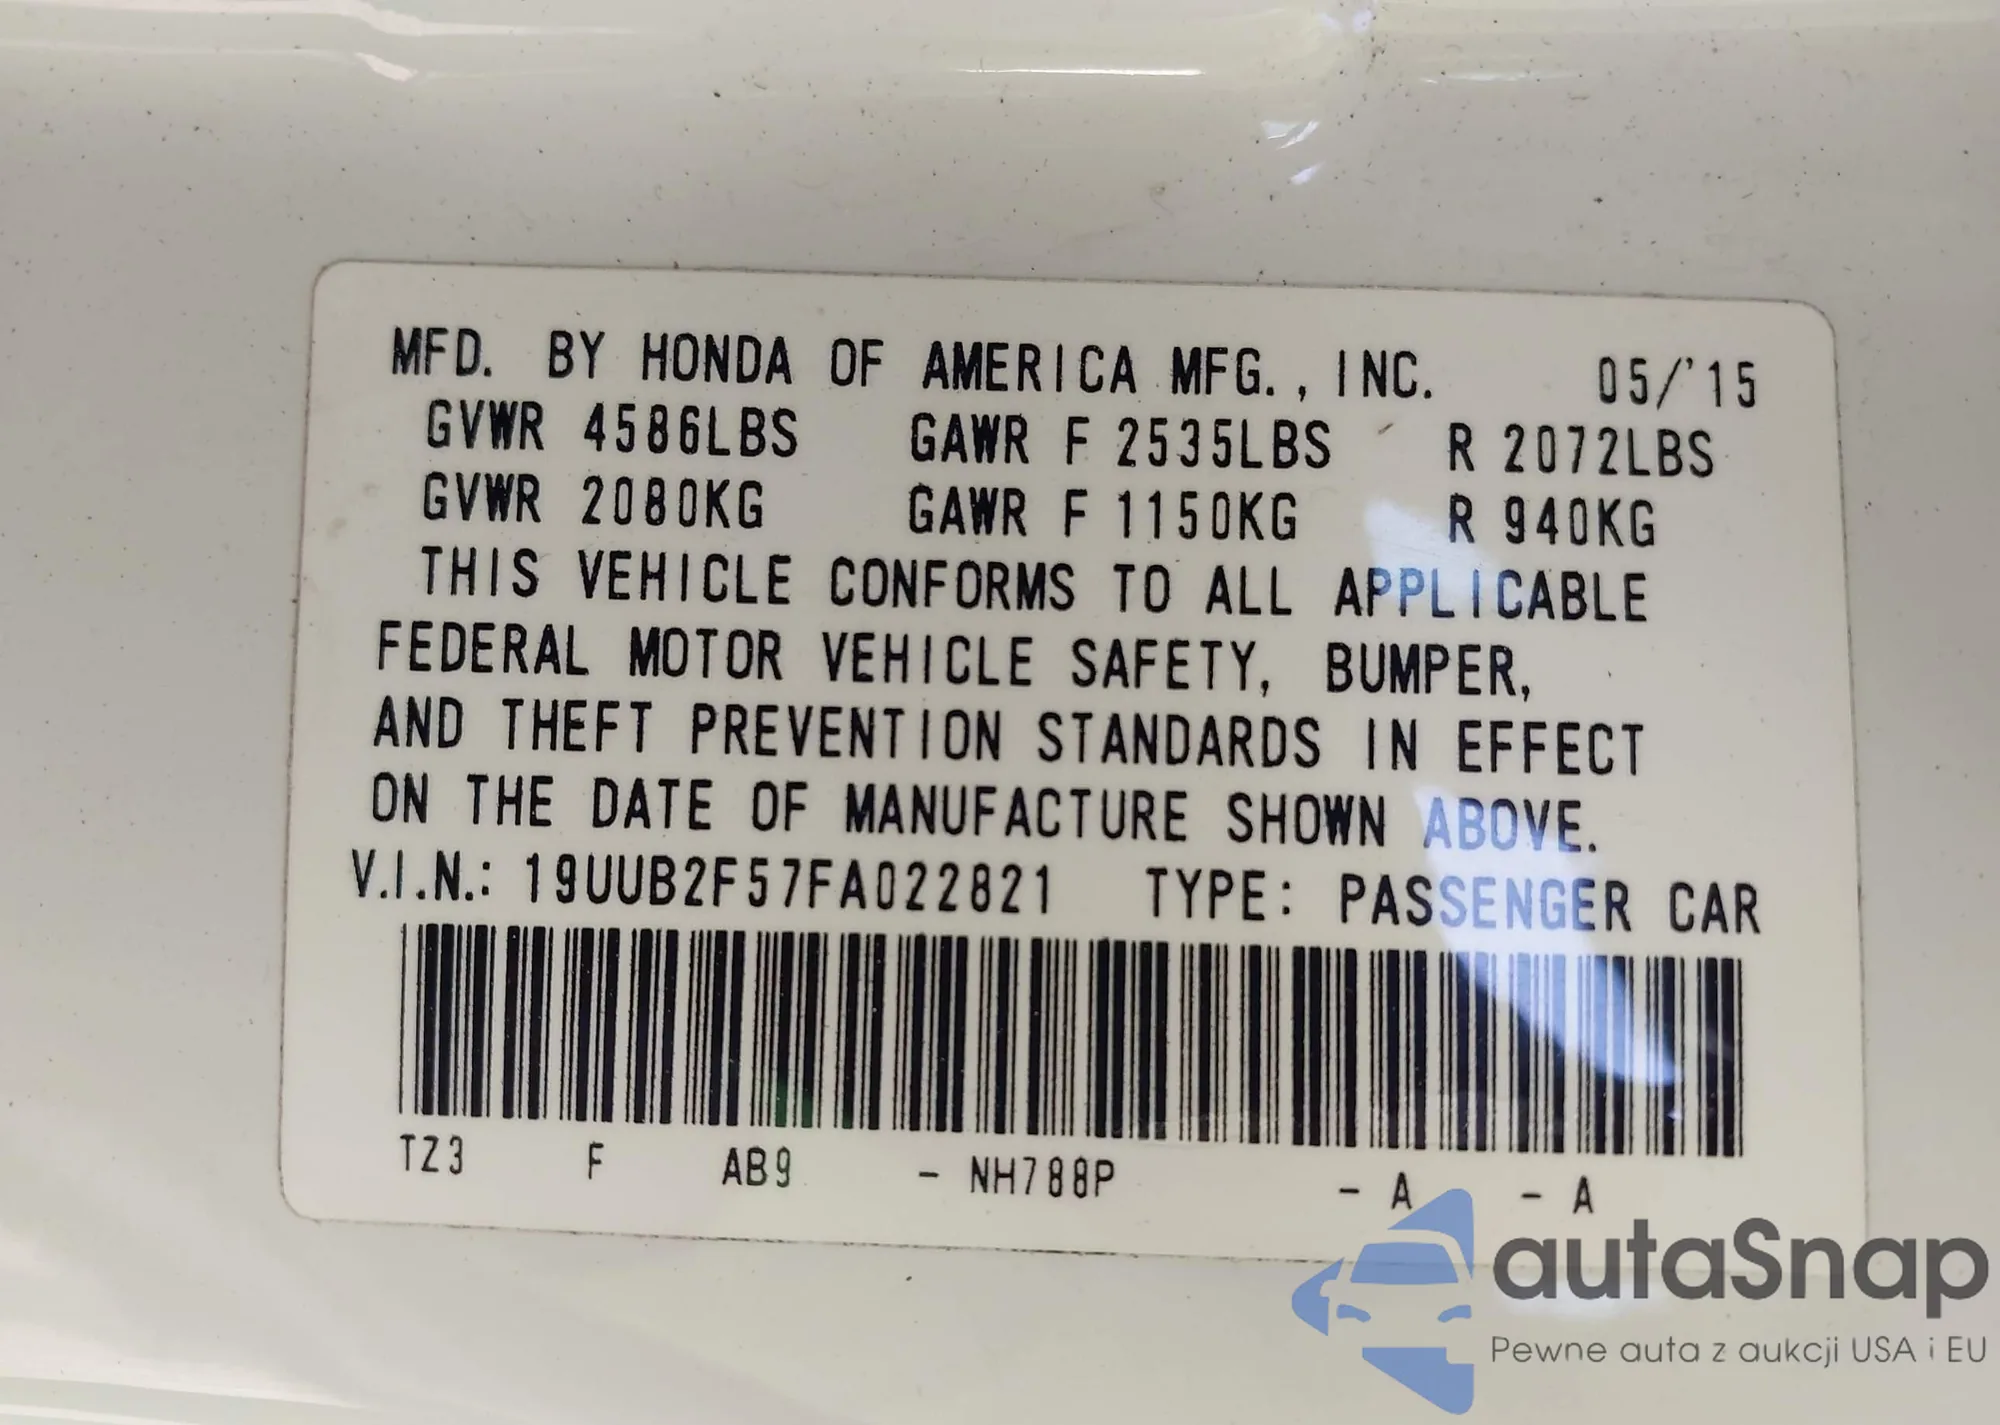 MFD. BY HONDA OF AMERICA MFG., INC. 05/'15
GVWR 4586LBS GAWR F 2535LBS R 2072LBS
GVWR 2080KG GAWR F 1150KG R 940KG
THIS VEHICLE CONFORMS TO ALL APPLICABLE
FEDERAL MOTOR VEHICLE SAFETY, BUMPER,
AND THEFT PREVENTION STANDARDS IN EFFECT
ON THE DATE OF MANUFACTURE SHOWN ABOVE.
V.I.N.: 19UUB2F57FA022821 TYPE: PASSENGER CAR
TZ3 F AB9 - NH788P - A - A
autaSnap
Pewne auta z aukcji USA i EU